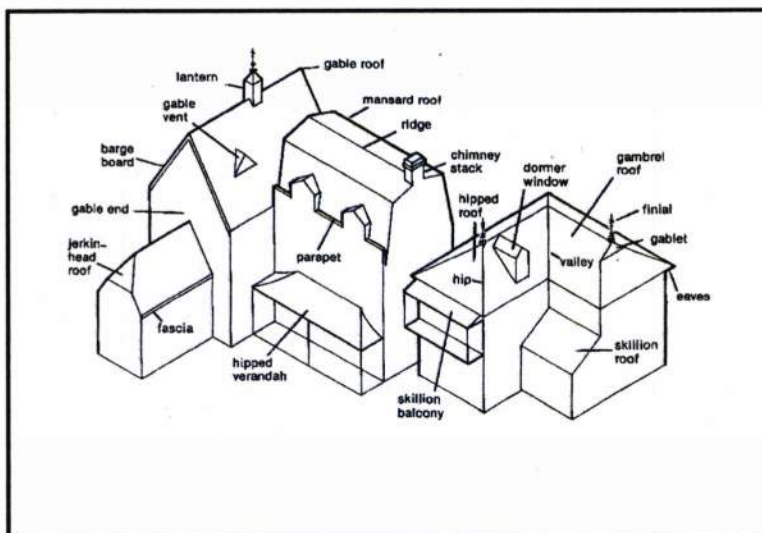 gable roof
lantern
mansard roof
gable
vent
ridge
barge
board
chimney
stack
dormer
window
gambrel
roof
hipped
roof
finial
gable end
gablet
jerkin-
head roof
parapet
hip
valley
eaves
fascia
hipped
verandah
skillion
roof
skillion
balcony